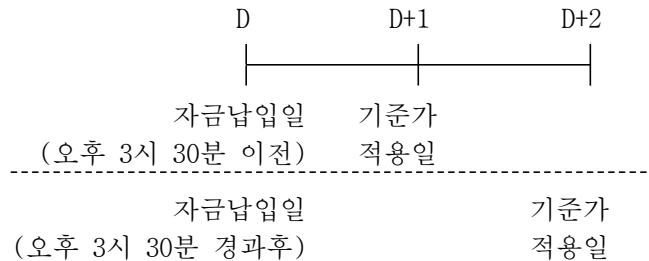 D D+1 D+2
자금납입일 기준가
(오후 3시 30분 이전) 적용일
자금납입일 기준가
(오후 3시 30분 경과후) 적용일